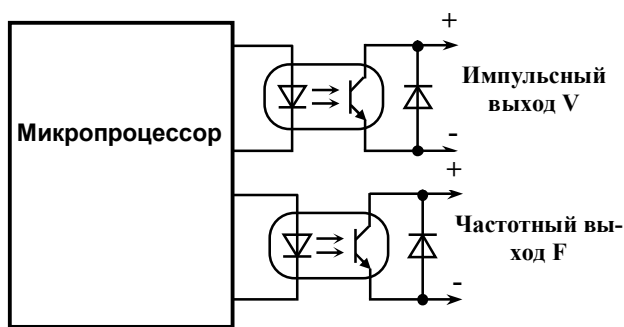 Микропроцессор
+
Импульсный
выход V
-
+
Частотный вы-
ход F
-